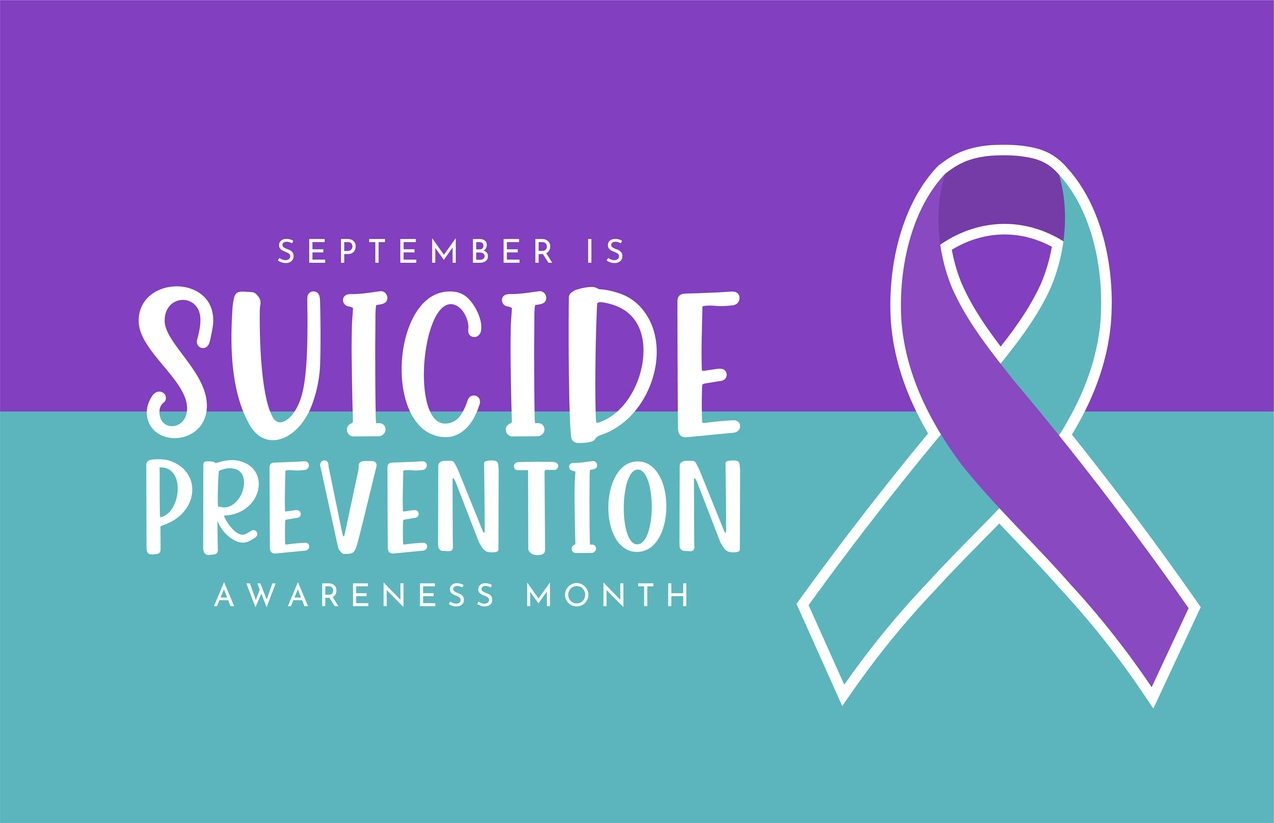 SEPTEMBER IS
SUICIDE
PREVENTION
AWARENESS MONTH